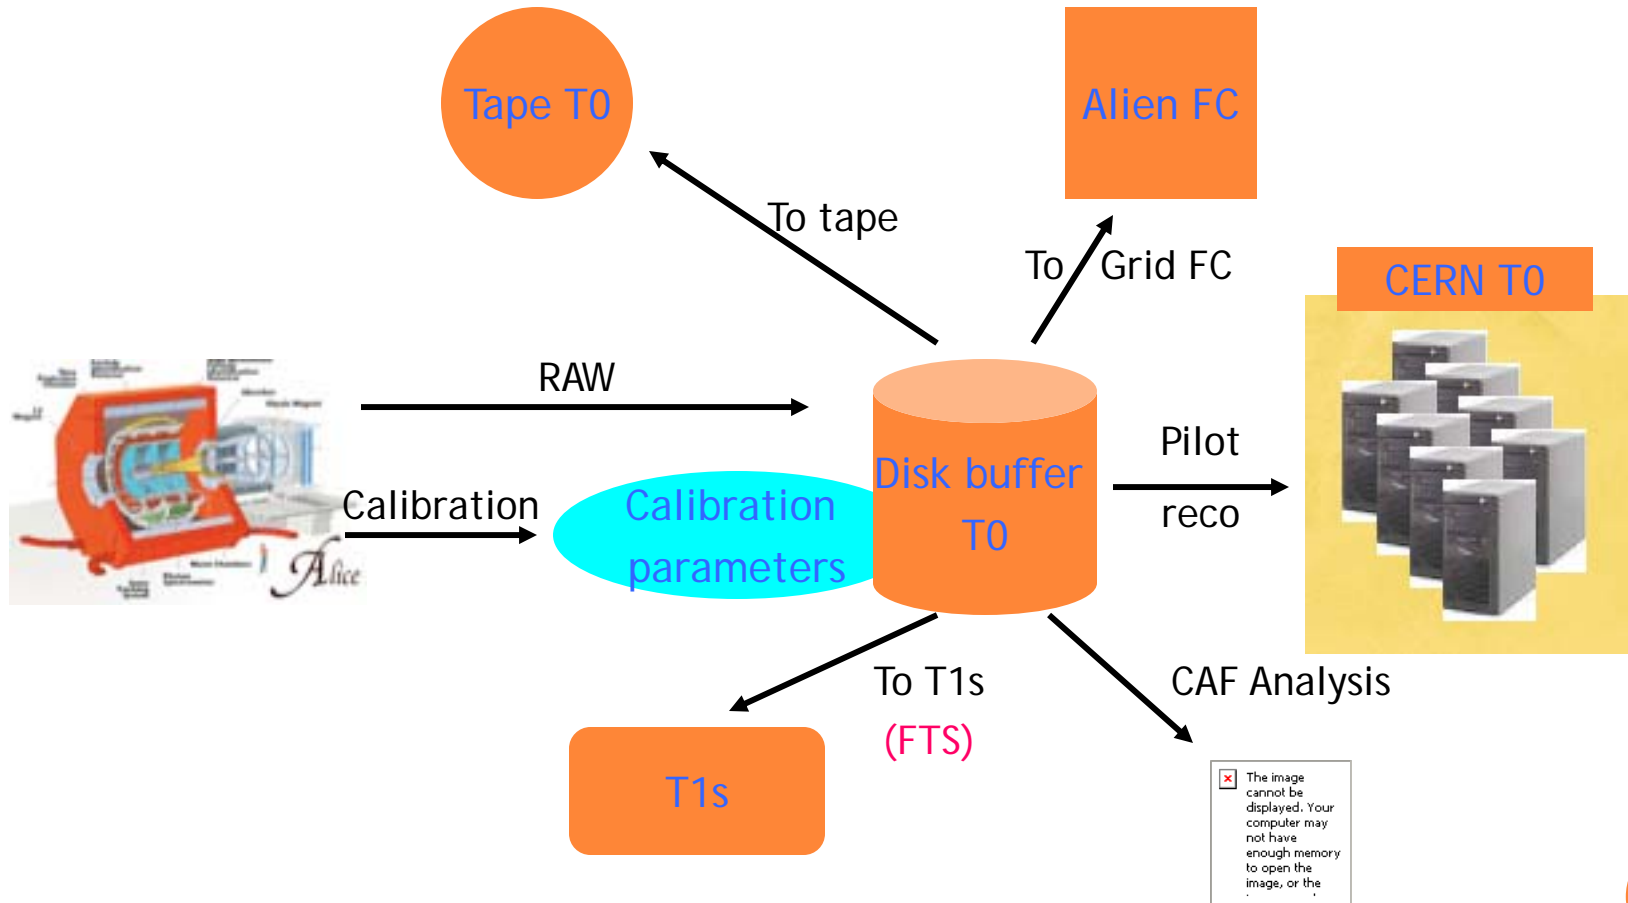 Tape T0
Alien FC
To tape
To Grid FC
CERN T0
RAW
Pilot
reco
Disk buffer
T0
Calibration
Calibration
parameters
Alice
To T1s
(FTS)
CAF Analysis
T1s
The image
cannot be
displayed. Your
computer may
not have
enough memory
to open the
image, or the